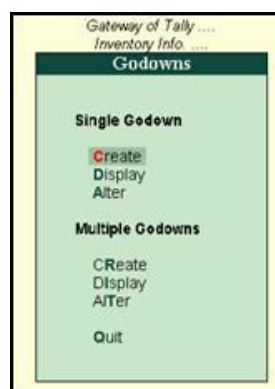 Gateway of Tally ....
Inventory Info. ....
Godowns
Single Godown
Create
Display
Alter
Multiple Godowns
CReate
DIsplay
AlTer
Quit